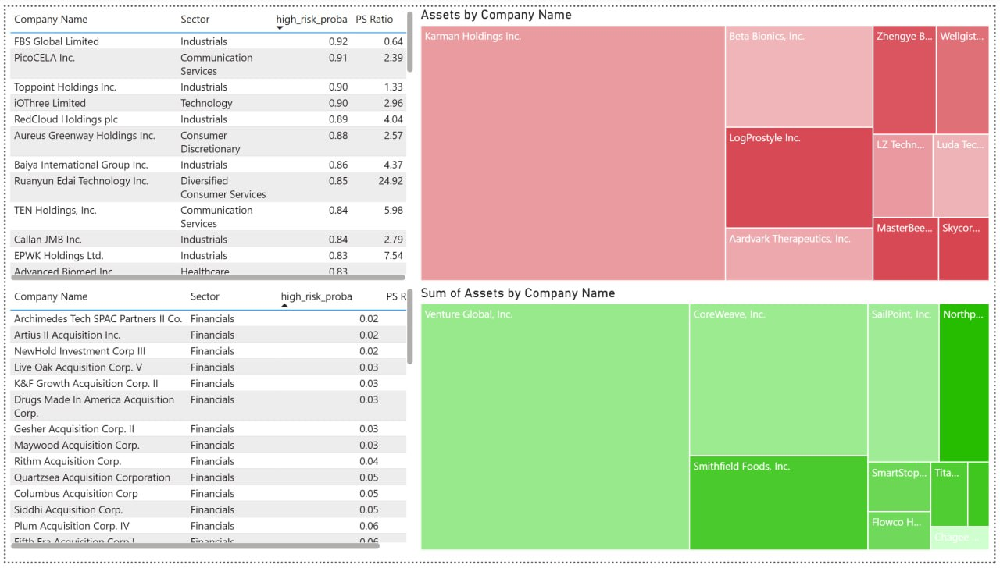 Company Name Sector high_risk_proba PS Ratio
FBS Global Limited Industrials 0.92 0.64
PicoCELA Inc. Communication Services 0.91 2.39
Toppoint Holdings Inc. Industrials 0.90 1.33
iOThree Limited Technology 0.90 2.96
RedCloud Holdings plc Industrials 0.89 4.04
Aureus Greenway Holdings Inc. Consumer Discretionary 0.88 2.57
Baiya International Group Inc. Industrials 0.86 4.37
Ruanyun Edai Technology Inc. Diversified Consumer Services 0.85 24.92
TEN Holdings, Inc. Communication Services 0.84 5.98
Callan JMB Inc. Industrials 0.84 2.79
EPWK Holdings Ltd. Industrials 0.83 7.54
Advanced Biomed Inc. Healthcare 0.83
Assets by Company Name
Karman Holdings Inc.
Beta Bionics, Inc.
Zhengye B...
Wellgist...
LogProstyle Inc.
LZ Techn...
Luda Tec...
Aardvark Therapeutics, Inc.
MasterBee...
Skycor...
Company Name Sector high_risk_proba PS R
Archimedes Tech SPAC Partners II Co. Financials 0.02
Artius II Acquisition Inc. Financials 0.02
NewHold Investment Corp III Financials 0.02
Live Oak Acquisition Corp. V Financials 0.03
K&F Growth Acquisition Corp. II Financials 0.03
Drugs Made In America Acquisition Corp. Financials 0.03
Gesher Acquisition Corp. II Financials 0.03
Maywood Acquisition Corp. Financials 0.03
Rithm Acquisition Corp. Financials 0.04
Quartzsea Acquisition Corporation Financials 0.05
Columbus Acquisition Corp Financials 0.05
Siddhi Acquisition Corp. Financials 0.05
Plum Acquisition Corp. IV Financials 0.06
Fifth Era Acquisition Corp I Financials 0.06
Sum of Assets by Company Name
Venture Global, Inc.
CoreWeave, Inc.
SailPoint, Inc.
Northp...
Smithfield Foods, Inc.
SmartStop...
Tita...
Flowco H...
Chagee ...